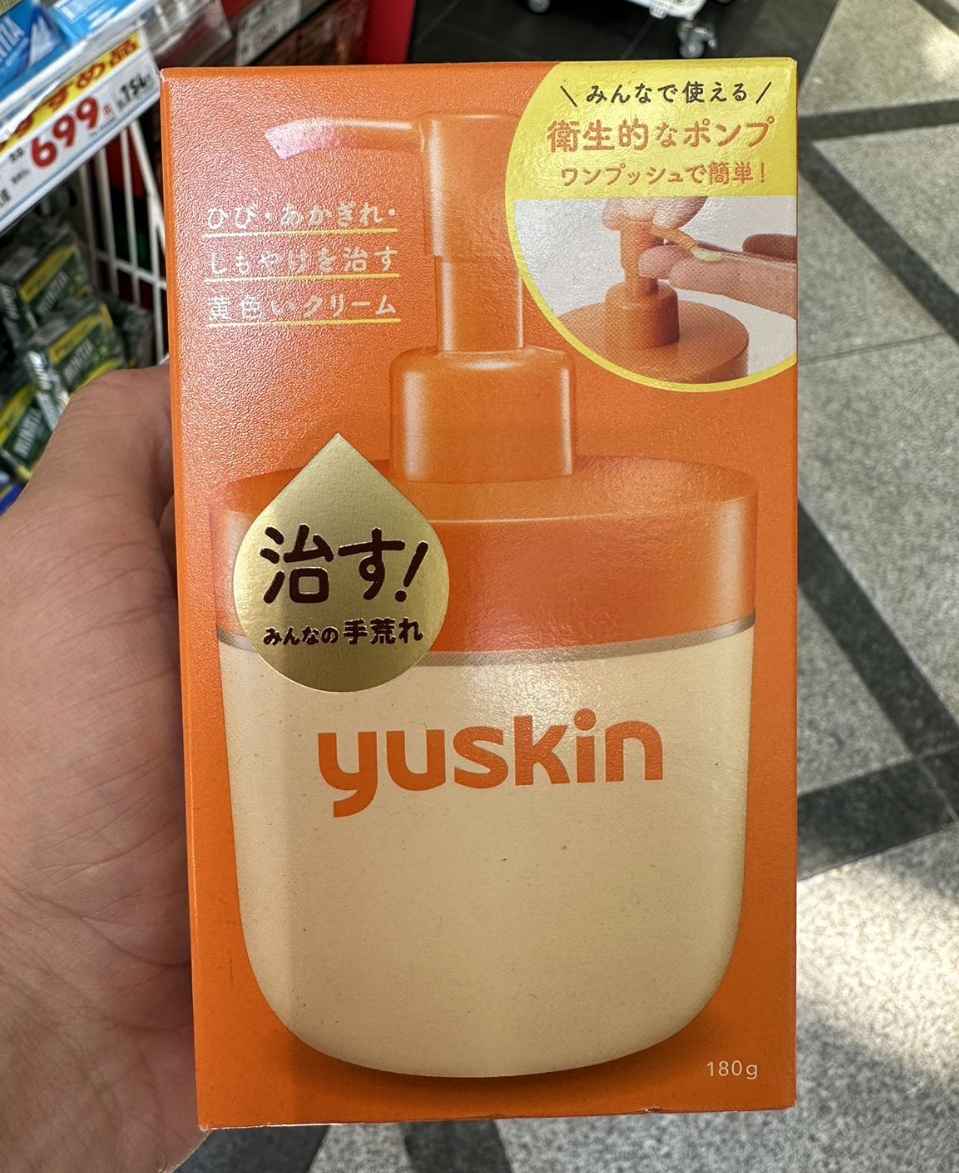 699
\ みんなで使える /
衛生的なポンプ
ワンプッシュで簡単!
ひび・あかぎれ・
しもやけを治す
黄色いクリーム
治す!
みんなの手荒れ
yuskin
180g